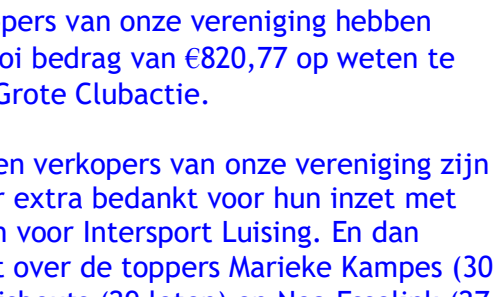 pers van onze vereniging hebben
oi bedrag van €820,77 op weten te
Grote Clubactie.
en verkopers van onze vereniging zijn
r extra bedankt voor hun inzet met
n voor Intersport Luising. En dan
t over de toppers Marieke Kampes (30